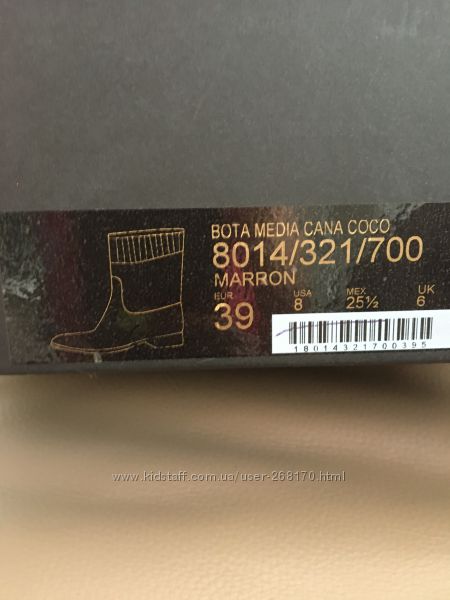 BOTA MEDIA CANA COCO
8014/321/700
MARRON
EUR USA MEX UK
39 8 25½ 6
18014321700395
www.kidstaff.com.ua/user-268170.html